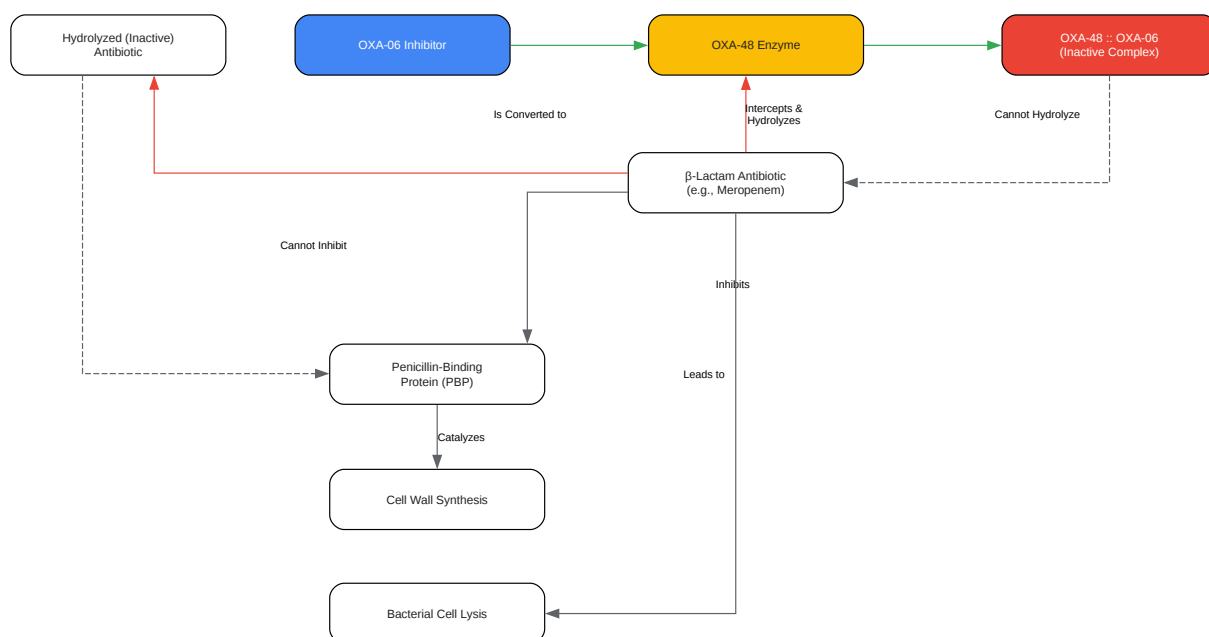 Hydrolyzed (Inactive)
Antibiotic
OXA-06 Inhibitor
OXA-48 Enzyme
OXA-48 :: OXA-06
(Inactive Complex)
Is Converted to
Intercepts &
Hydrolyzes
Cannot Hydrolyze
β-Lactam Antibiotic
(e.g., Meropenem)
Cannot Inhibit
Inhibits
Penicillin-Binding
Protein (PBP)
Leads to
Catalyzes
Cell Wall Synthesis
Bacterial Cell Lysis